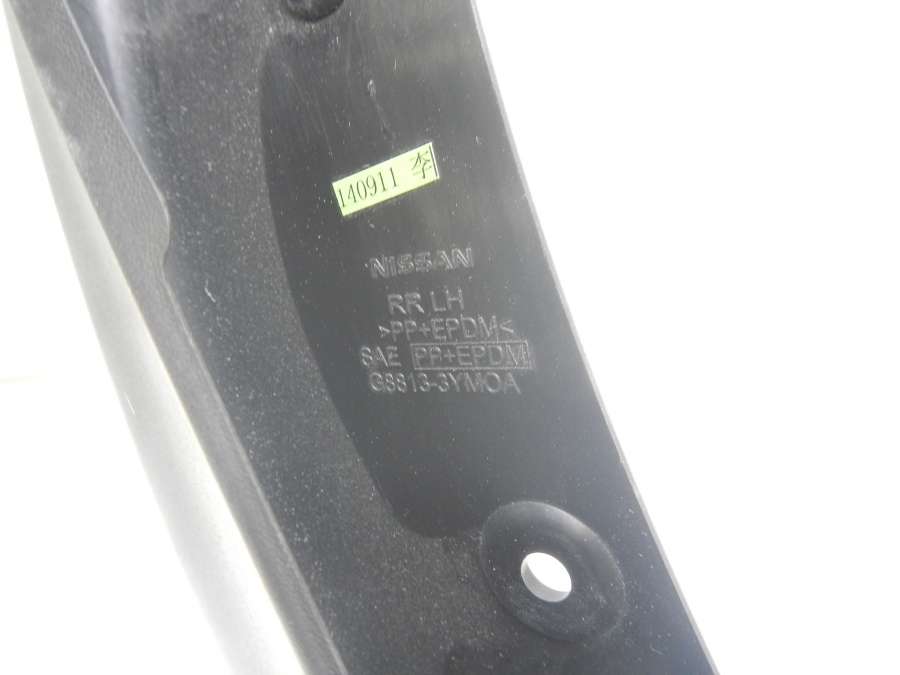 140911 李
NISSAN
RR LH
>PP+EPDM<
SAE PP+EPDM
G8813-3YM0A